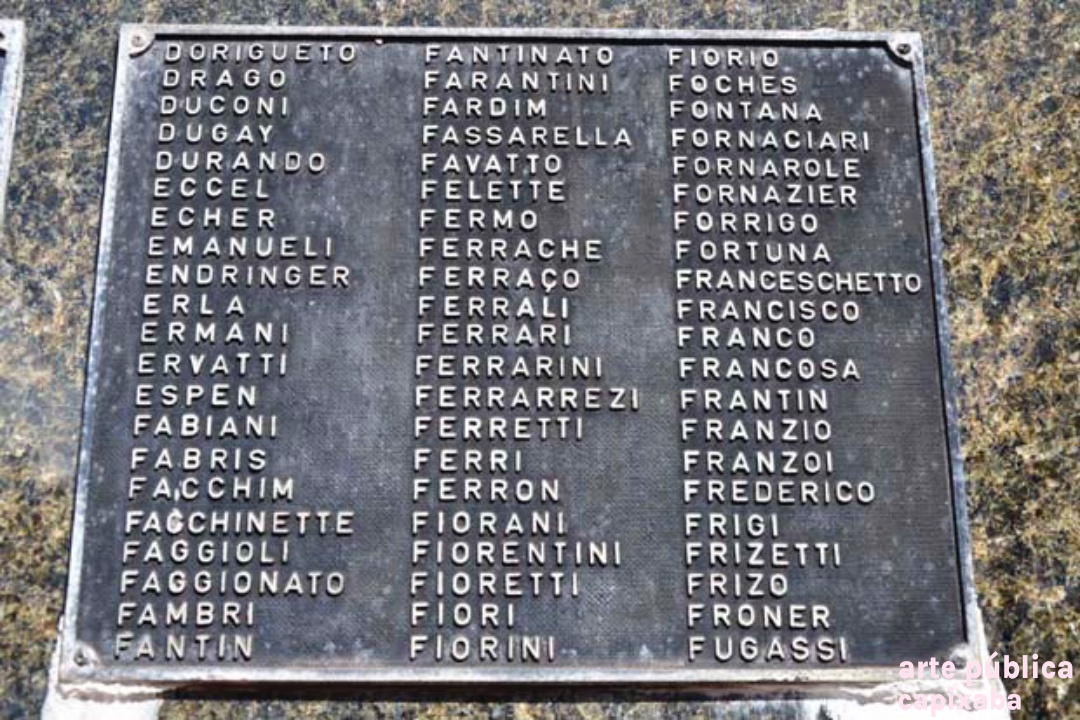 DORIGUETO
DRAGO
DUCONI
DUGAY
DURANDO
ECCEL
ECHER
EMANUELI
ENDRINGER
ERLA
ERMANI
ERVATTI
ESPEN
FABIANI
FABRIS
FACCHIM
FACCHINETTE
FAGGIOLI
FAGGIONATO
FAMBRI
FANTIN
FANTINATO
FARANTINI
FARDIM
FASSARELLA
FAVATTO
FELETTE
FERMO
FERRACHE
FERRAÇO
FERRALI
FERRARI
FERRARINI
FERRARREZI
FERRETTI
FERRI
FERRON
FIORANI
FIORENTINI
FIORETTI
FIORI
FIORINI
FIORIO
FOCHES
FONTANA
FORNACIARI
FORNAROLE
FORNAZIER
FORRIGO
FORTUNA
FRANCESCHETTO
FRANCISCO
FRANCO
FRANCOSA
FRANTIN
FRANZIO
FRANZOI
FREDERICO
FRIGI
FRIZETTI
FRIZO
FRONER
FUGASSI
arte pública
capixaba